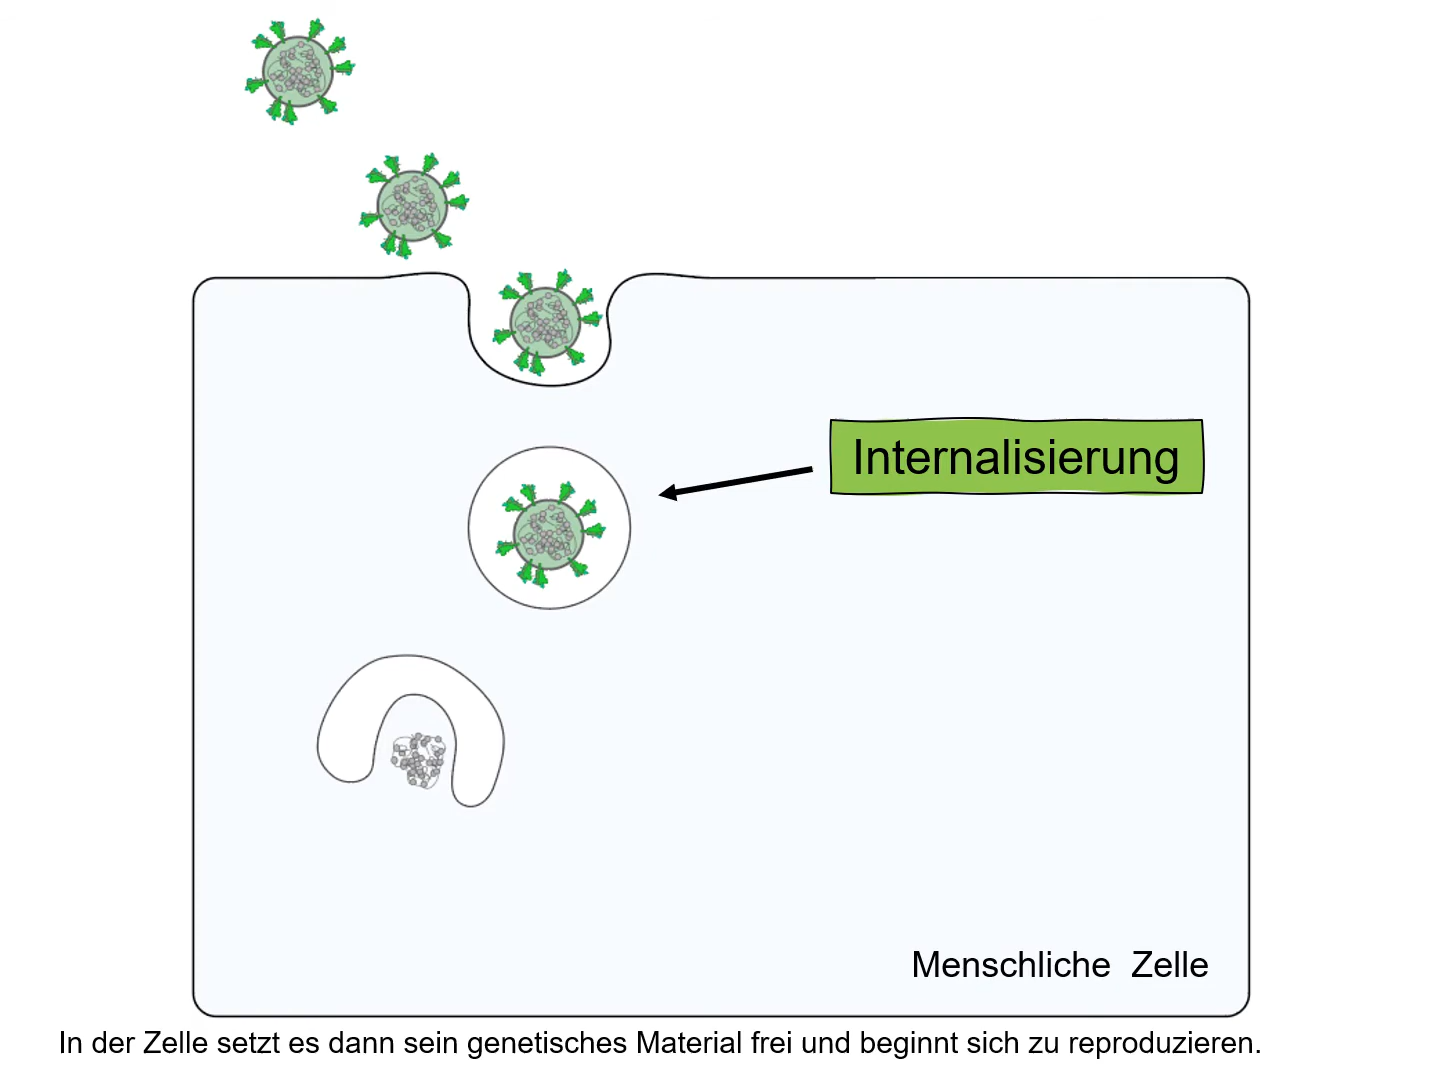 Internalisierung
Menschliche Zelle
In der Zelle setzt es dann sein genetisches Material frei und beginnt sich zu reproduzieren.